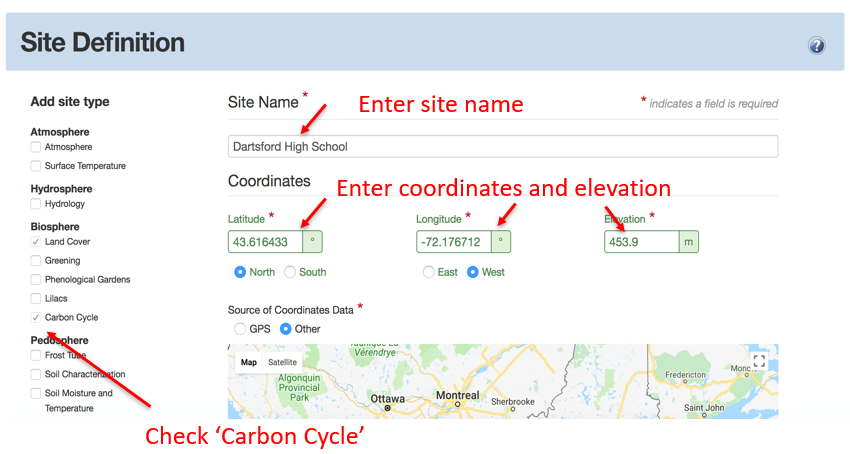 Site Definition
?
Add site type
Atmosphere
Atmosphere
Surface Temperature
Hydrosphere
Hydrology
Biosphere
Land Cover
Greening
Phenological Gardens
Lilacs
Carbon Cycle
Pedosphere
Frost Tube
Soil Characterization
Soil Moisture and
Temperature
Check ‘Carbon Cycle’
Site Name *
Enter site name
* indicates a field is required
Dartsford High School
Coordinates
Enter coordinates and elevation
Latitude * Longitude * Elevation *
43.616433 ° -72.176712 ° 453.9 m
North South East West
Source of Coordinates Data *
GPS Other
Map Satellite
Vérendrye
Algonquin
Provincial
Park
Ottawa
Montreal
Sherbrooke
Fredericton
Monc.
Saint John